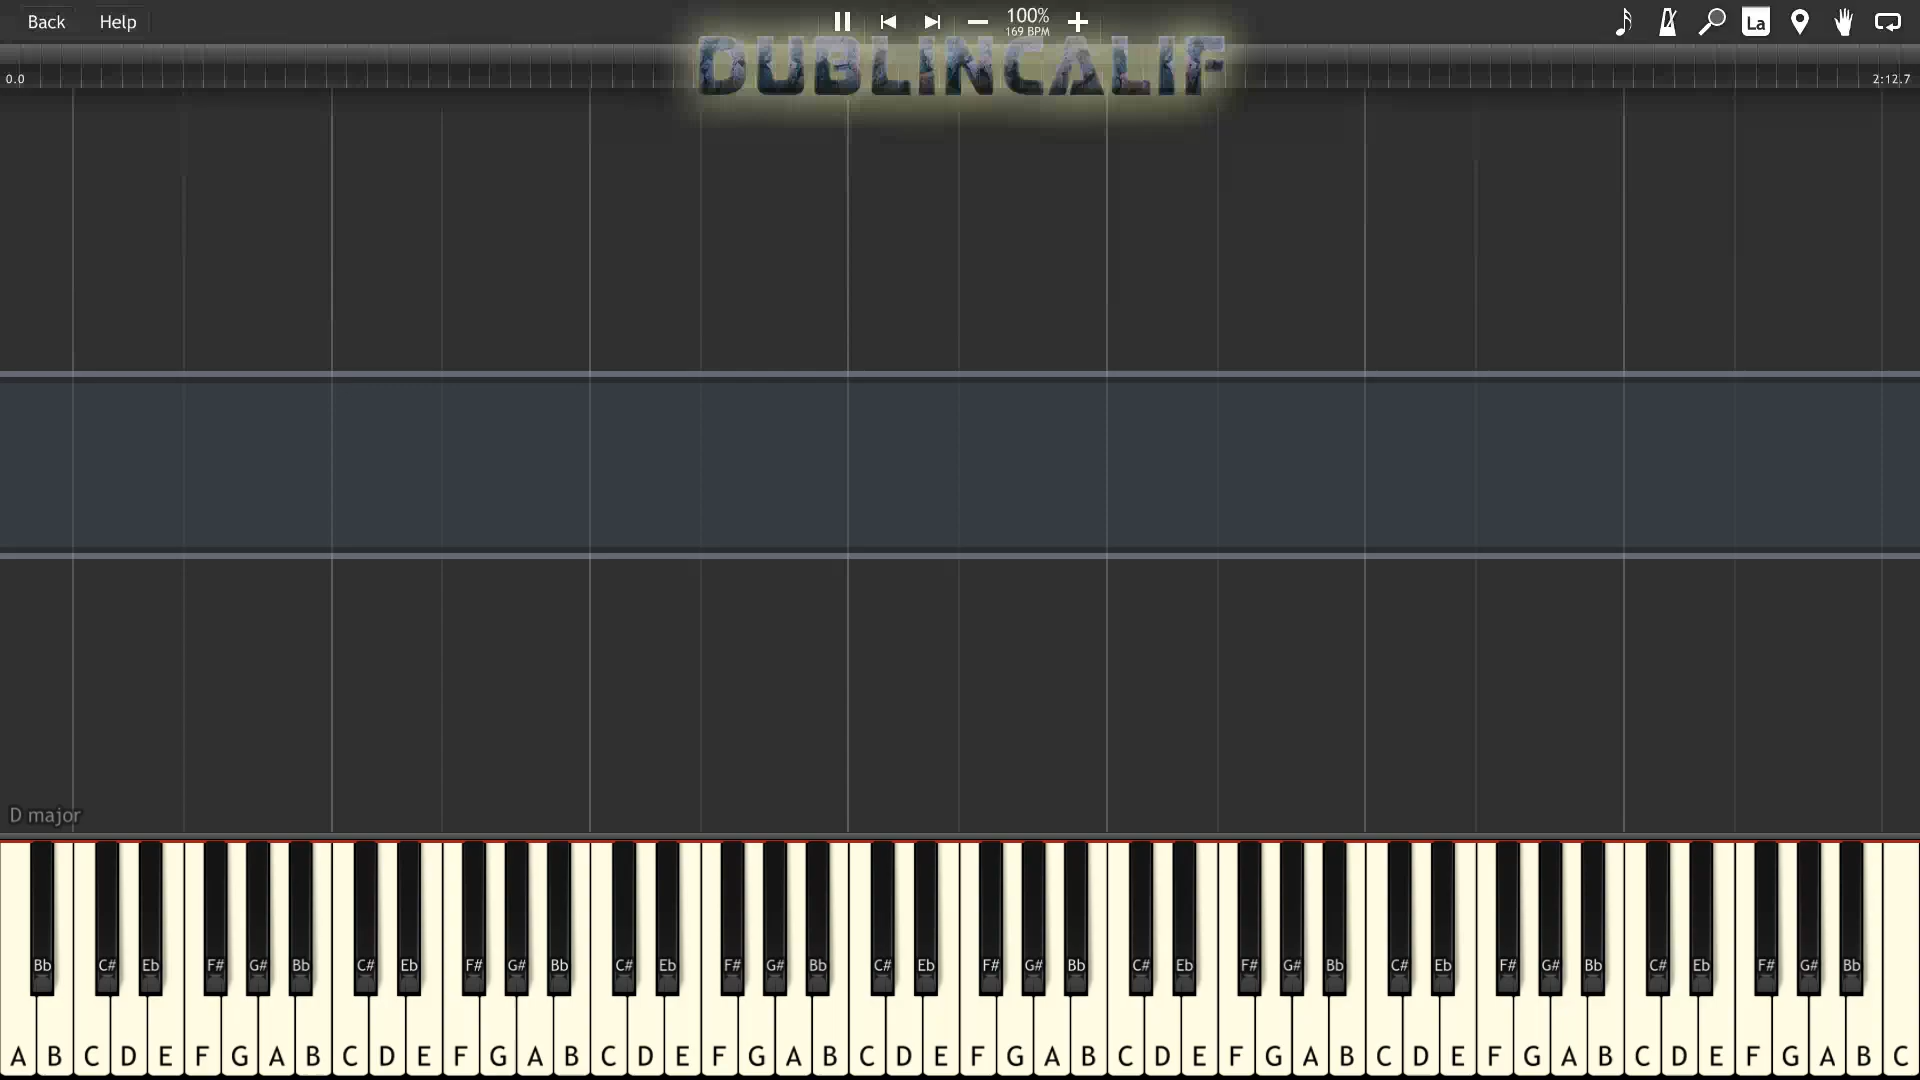 Back Help 100%
169 BPM
La
DUBLINCALIF
0.0 2:12.7
D major
Bb C# Eb F# G# Bb C# Eb F# G# Bb C# Eb F# G# Bb C# Eb F# G# Bb C# Eb F# G# Bb C# Eb F# G# Bb C# Eb F# G# Bb
A B C D E F G A B C D E F G A B C D E F G A B C D E F G A B C D E F G A B C D E F G A B C D E F G A B C